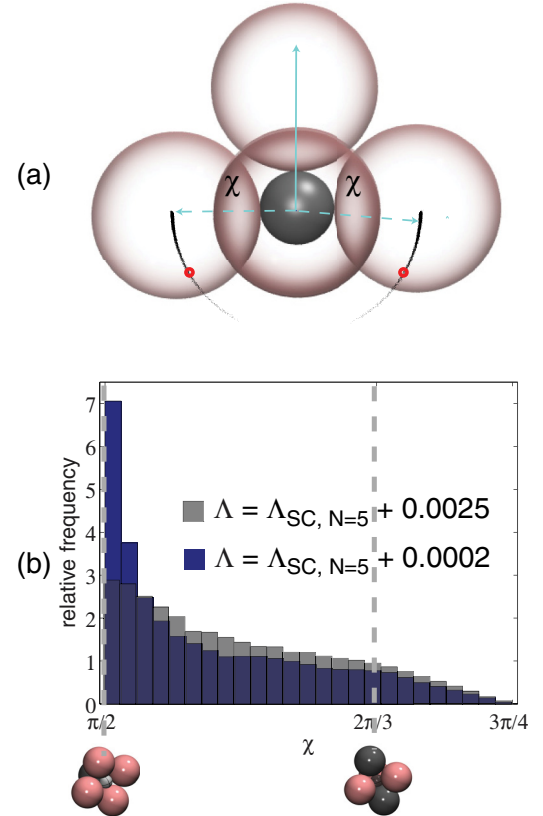 (a)
χ χ
(b)
relative frequency
7
6
5
4
3
2
1
0
Λ = Λ_SC, N=5 + 0.0025
Λ = Λ_SC, N=5 + 0.0002
π/2 2π/3 3π/4
χ